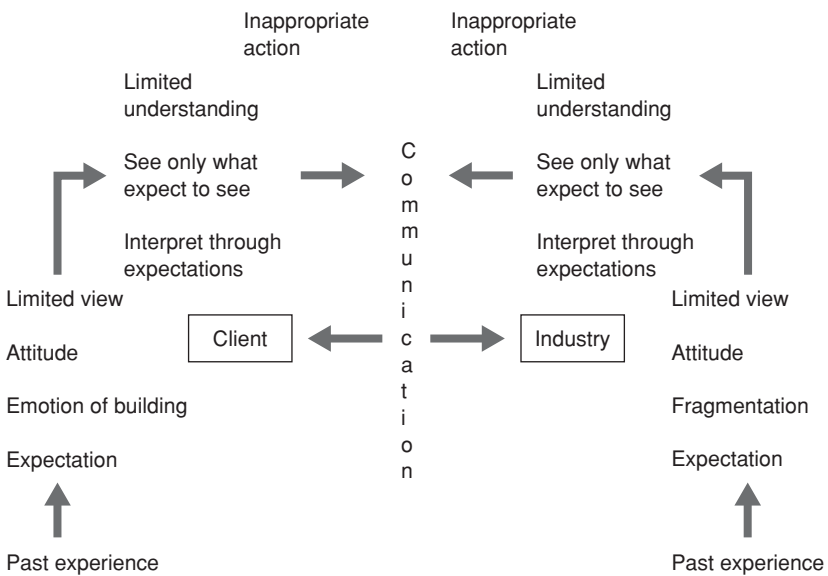 Inappropriate
action
Inappropriate
action
Limited
understanding
See only what
expect to see
Interpret through
expectations
Limited view
Attitude
Emotion of building
Expectation
Past experience
Client
Communication
Industry
Limited
understanding
See only what
expect to see
Interpret through
expectations
Limited view
Attitude
Fragmentation
Expectation
Past experience